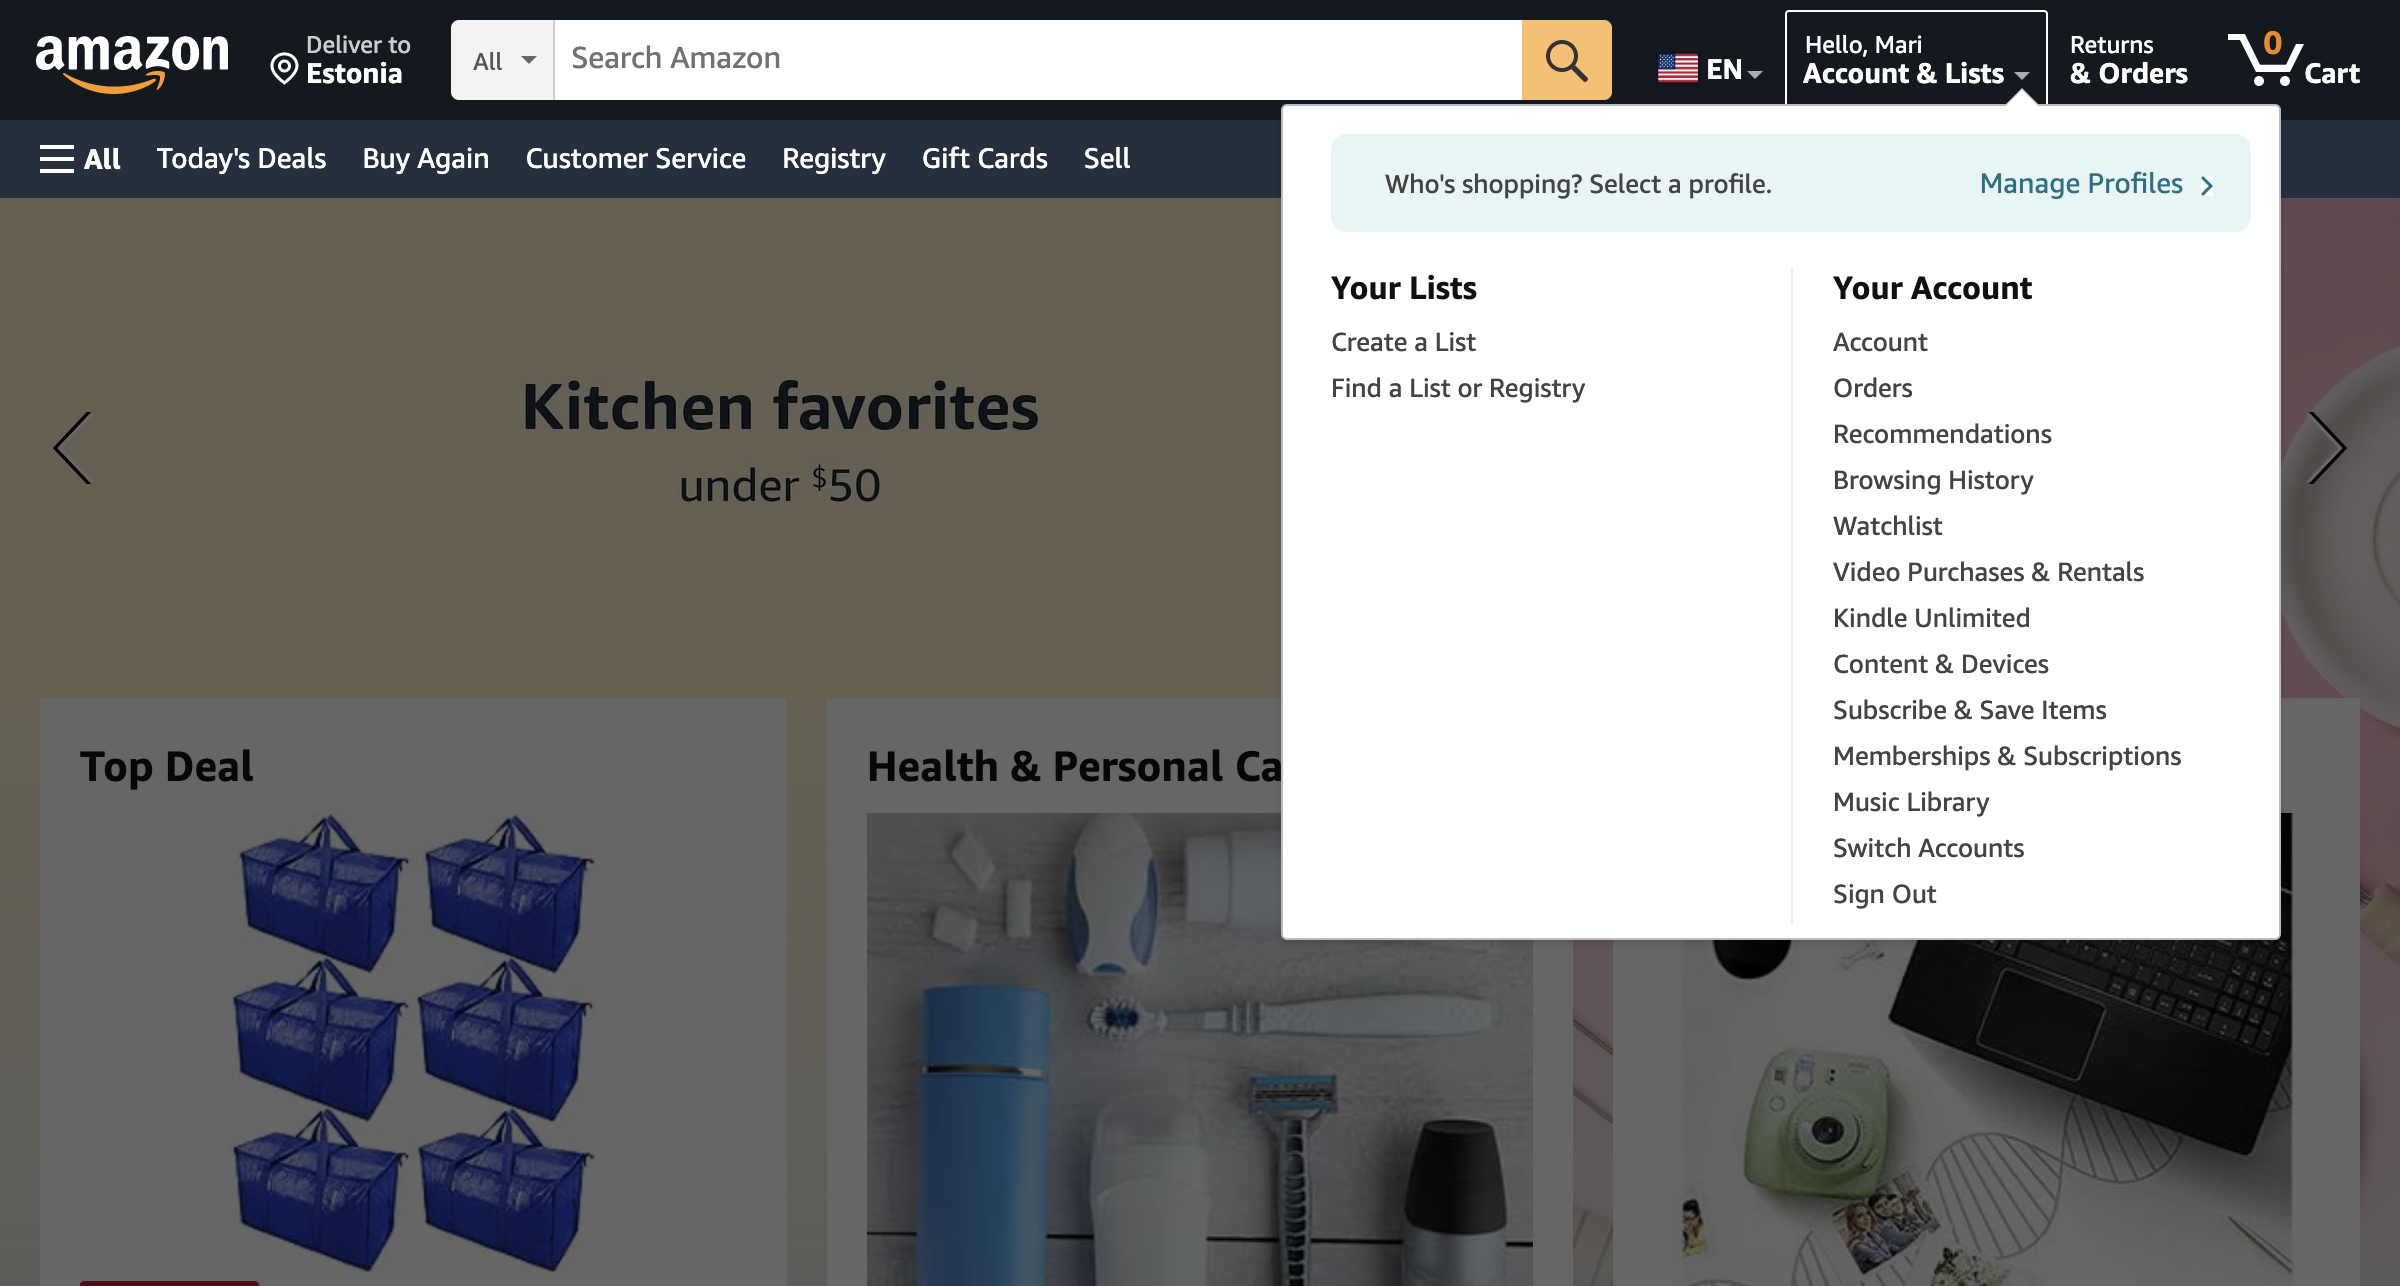 amazon
Deliver to
Estonia
All
Search Amazon
EN
Hello, Mari
Account & Lists
Returns
& Orders
0
Cart
All
Today's Deals
Buy Again
Customer Service
Registry
Gift Cards
Sell
Who's shopping? Select a profile.
Manage Profiles
Your Lists
Create a List
Find a List or Registry
Your Account
Account
Orders
Recommendations
Browsing History
Watchlist
Video Purchases & Rentals
Kindle Unlimited
Content & Devices
Subscribe & Save Items
Memberships & Subscriptions
Music Library
Switch Accounts
Sign Out
Kitchen favorites
under $50
Top Deal
Health & Personal Ca